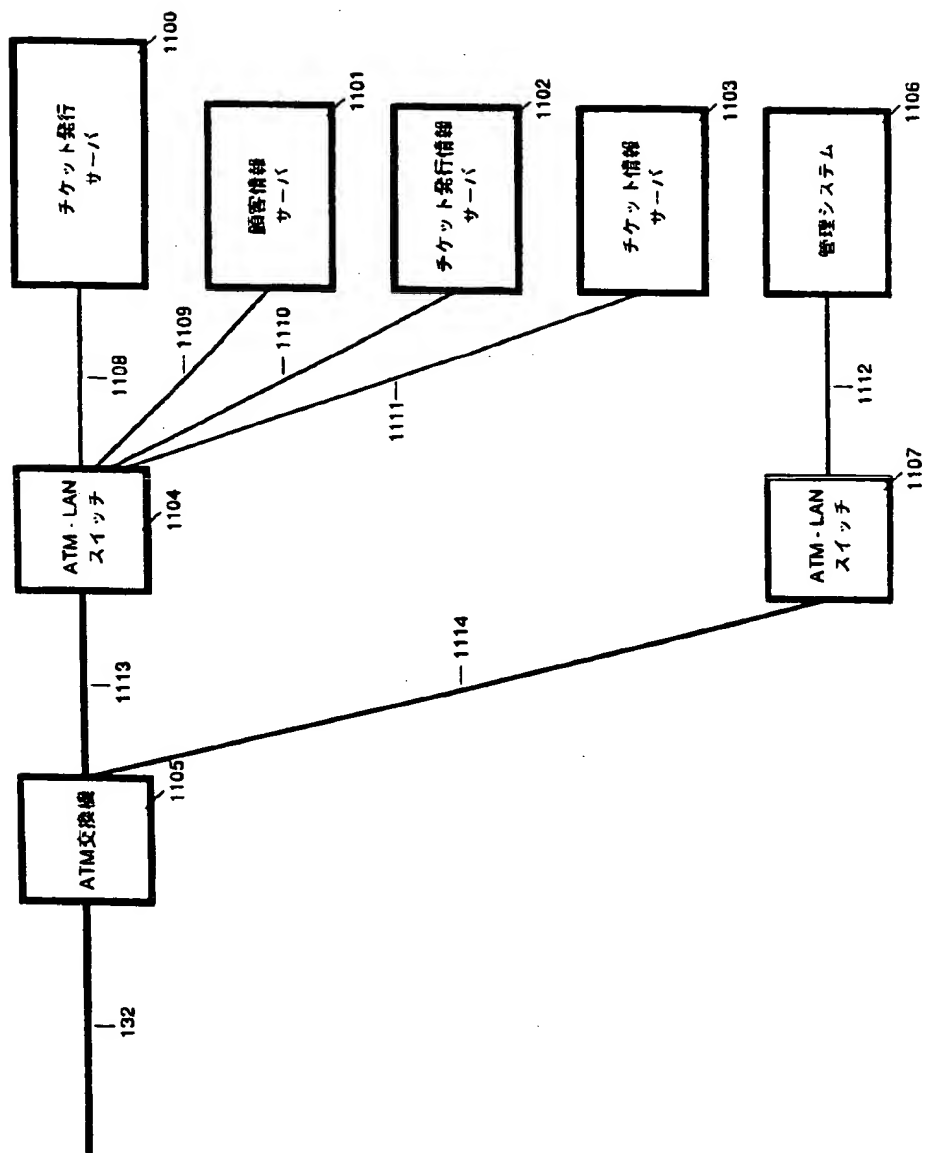 チケット発行
サーバ
1100
顧客情報
サーバ
1101
チケット発行情報
サーバ
1102
チケット情報
サーバ
1103
管理システム
1106
1108
1109
1110
1111
1112
ATM-LAN
スイッチ
1104
ATM-LAN
スイッチ
1107
1113
1114
ATM交換機
1105
132